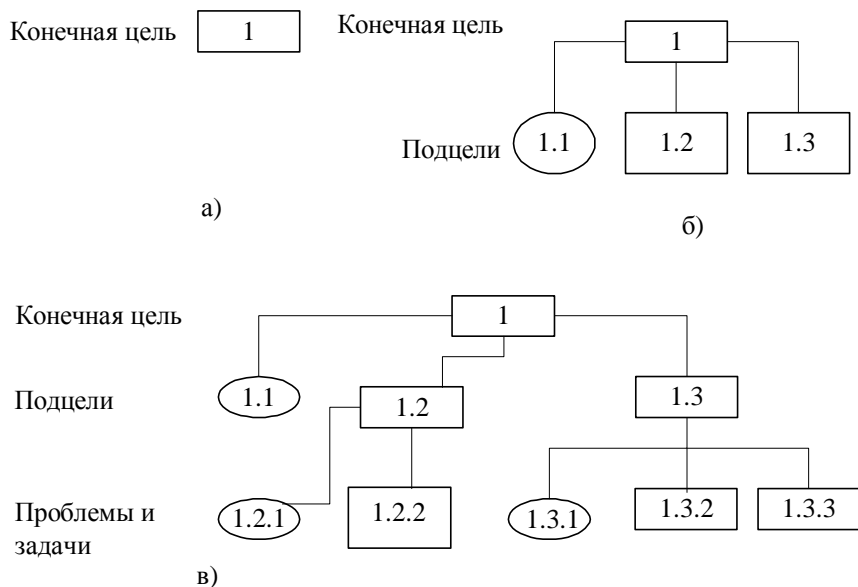 Конечная цель 1
Конечная цель 1
Подцели 1.1 1.2 1.3
а)
б)
Конечная цель 1
Подцели 1.1 1.2 1.3
Проблемы и
задачи
1.2.1 1.2.2 1.3.1 1.3.2 1.3.3
в)